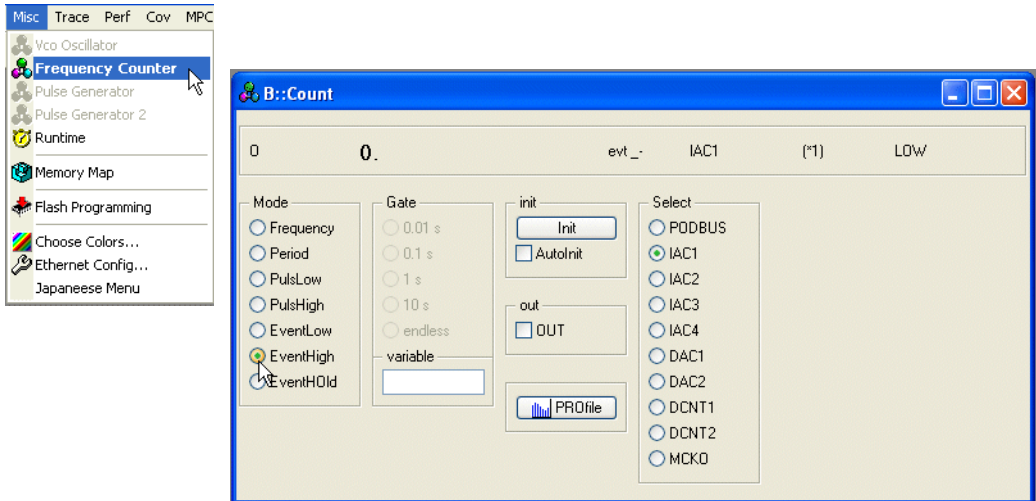 Misc Trace Perf Cov MPC
Vco Oscillator
Frequency Counter
Pulse Generator
Pulse Generator 2
Runtime
Memory Map
Flash Programming
Choose Colors...
Ethernet Config...
Japaneese Menu
B::Count
0 0. evt _- IAC1 (*1) LOW
Mode
Frequency
Period
PulsLow
PulsHigh
EventLow
EventHigh
EventHOld
Gate
0.01 s
0.1 s
1 s
10 s
endless
variable
init
Init
AutoInit
out
OUT
PROfile
Select
PODBUS
IAC1
IAC2
IAC3
IAC4
DAC1
DAC2
DCNT1
DCNT2
MCKO